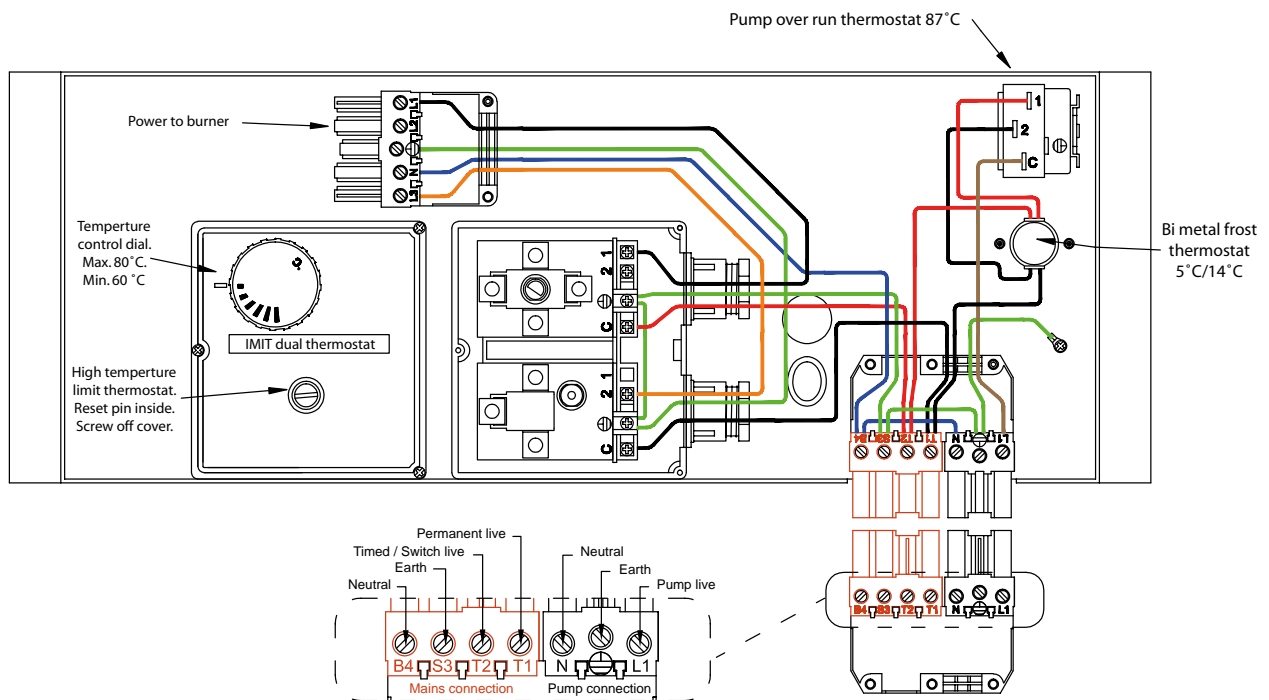 Pump over run thermostat 87˚C
Power to burner
L1
L2
N
L3
1
2
C
Temperture
control dial.
Max. 80˚C.
Min. 60 ˚C
˚C
IMIT dual thermostat
High temperture
limit thermostat.
Reset pin inside.
Screw off cover.
1
2
C
1
2
C
Bi metal frost
thermostat
5˚C/14˚C
B4 S3 T2 T1 N L1
B4 S3 T2 T1 N L1
Permanent live
Timed / Switch live
Earth
Neutral
Neutral
Earth
Pump live
B4 S3 T2 T1 N L1
Mains connection
Pump connection